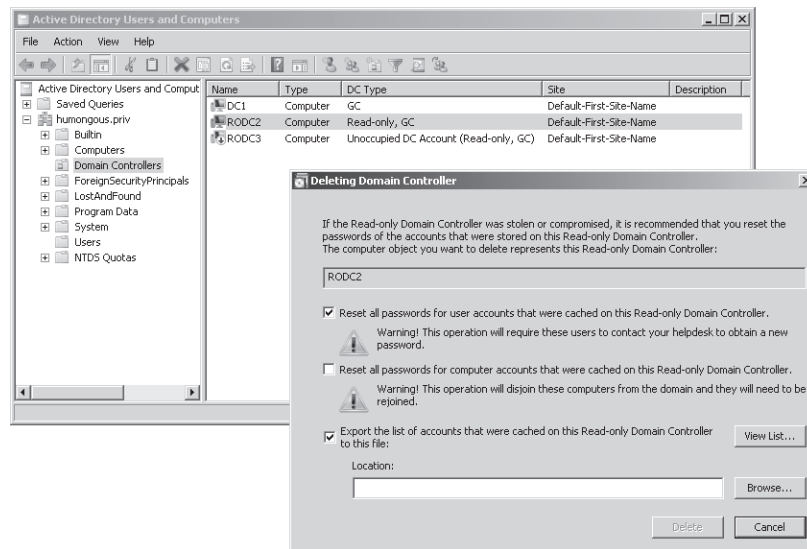 Active Directory Users and Computers
File Action View Help
Active Directory Users and Comput
Saved Queries
humongous.priv
Builtin
Computers
Domain Controllers
ForeignSecurityPrincipals
LostAndFound
Program Data
System
Users
NTDS Quotas
Name Type DC Type Site Description
DC1 Computer GC Default-First-Site-Name
RODC2 Computer Read-only, GC Default-First-Site-Name
RODC3 Computer Unoccupied DC Account (Read-only, GC) Default-First-Site-Name
Deleting Domain Controller
If the Read-only Domain Controller was stolen or compromised, it is recommended that you reset the
passwords of the accounts that were stored on this Read-only Domain Controller.
The computer object you want to delete represents this Read-only Domain Controller:
RODC2
Reset all passwords for user accounts that were cached on this Read-only Domain Controller.
Warning! This operation will require these users to contact your helpdesk to obtain a new
password.
Reset all passwords for computer accounts that were cached on this Read-only Domain Controller.
Warning! This operation will disjoin these computers from the domain and they will need to be
rejoined.
Export the list of accounts that were cached on this Read-only Domain Controller
to this file:
View List...
Location:
Browse...
Delete Cancel